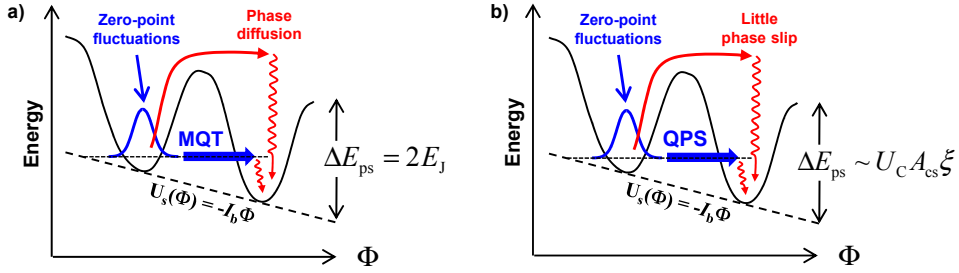 a)
Zero-point
fluctuations
Phase
diffusion
Energy
MQT
ΔE_ps = 2E_J
U_s(Φ) = -I_bΦ
Φ
b)
Zero-point
fluctuations
Little
phase slip
Energy
QPS
ΔE_ps ~ U_C A_cs ξ
U_s(Φ) = -I_bΦ
Φ